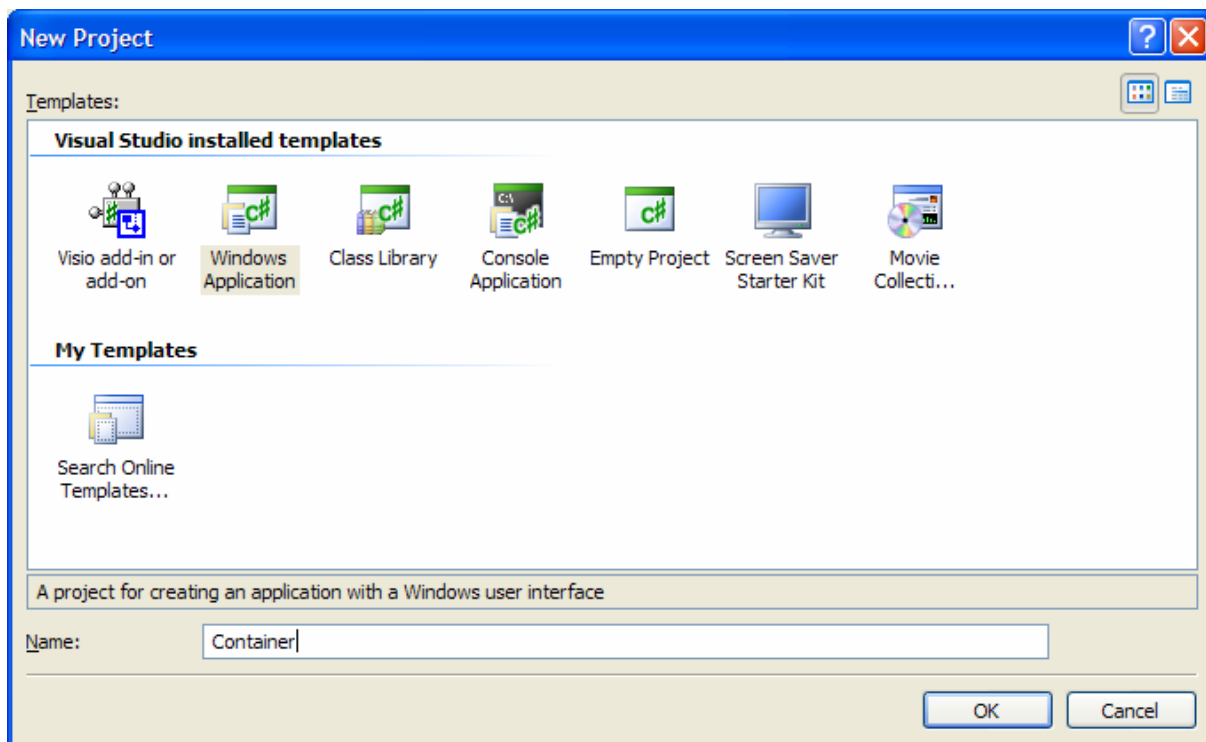 New Project
Templates:
Visual Studio installed templates
Visio add-in or add-on
Windows Application
Class Library
Console Application
Empty Project
Screen Saver Starter Kit
Movie Collecti...
My Templates
Search Online Templates...
A project for creating an application with a Windows user interface
Name:
Container
OK
Cancel